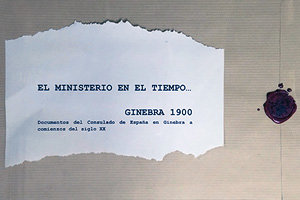 EL MINISTERIO EN EL TIEMPO…
GINEBRA 1900
Documentos del Consulado de España en Ginebra a
comienzos del siglo XX